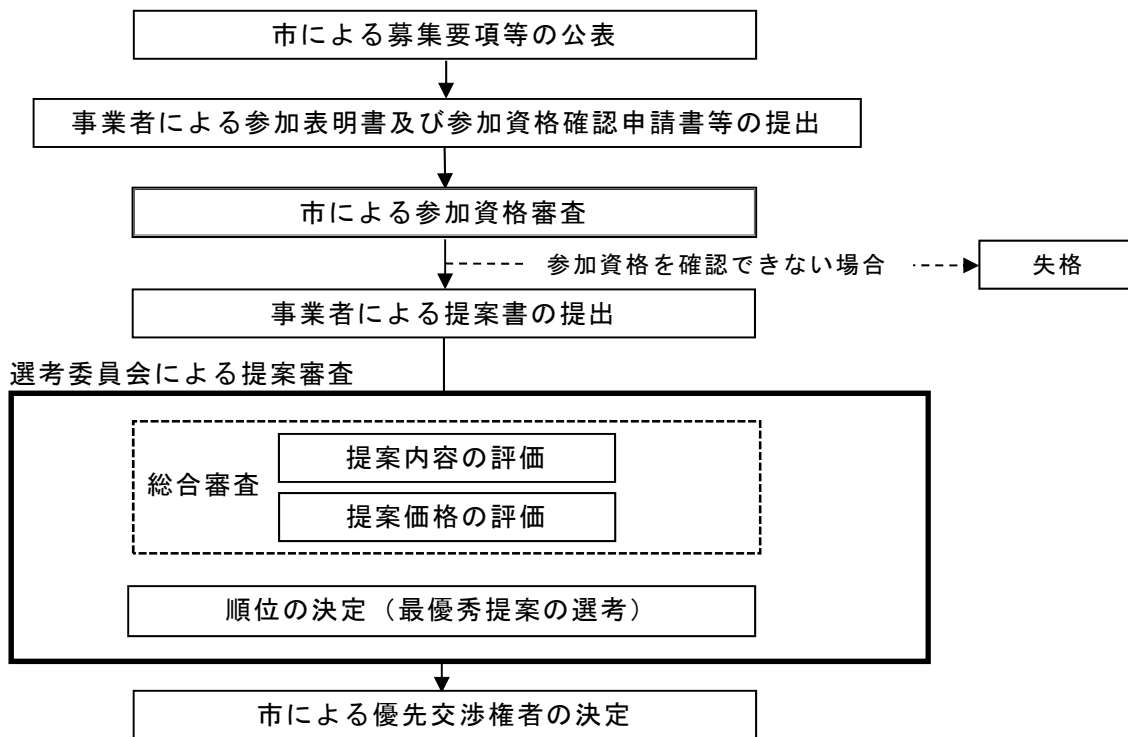 市による募集要項等の公表
事業者による参加表明書及び参加資格確認申請書等の提出
市による参加資格審査
参加資格を確認できない場合
失格
事業者による提案書の提出
選考委員会による提案審査
提案内容の評価
総合審査
提案価格の評価
順位の決定（最優秀提案の選考）
市による優先交渉権者の決定